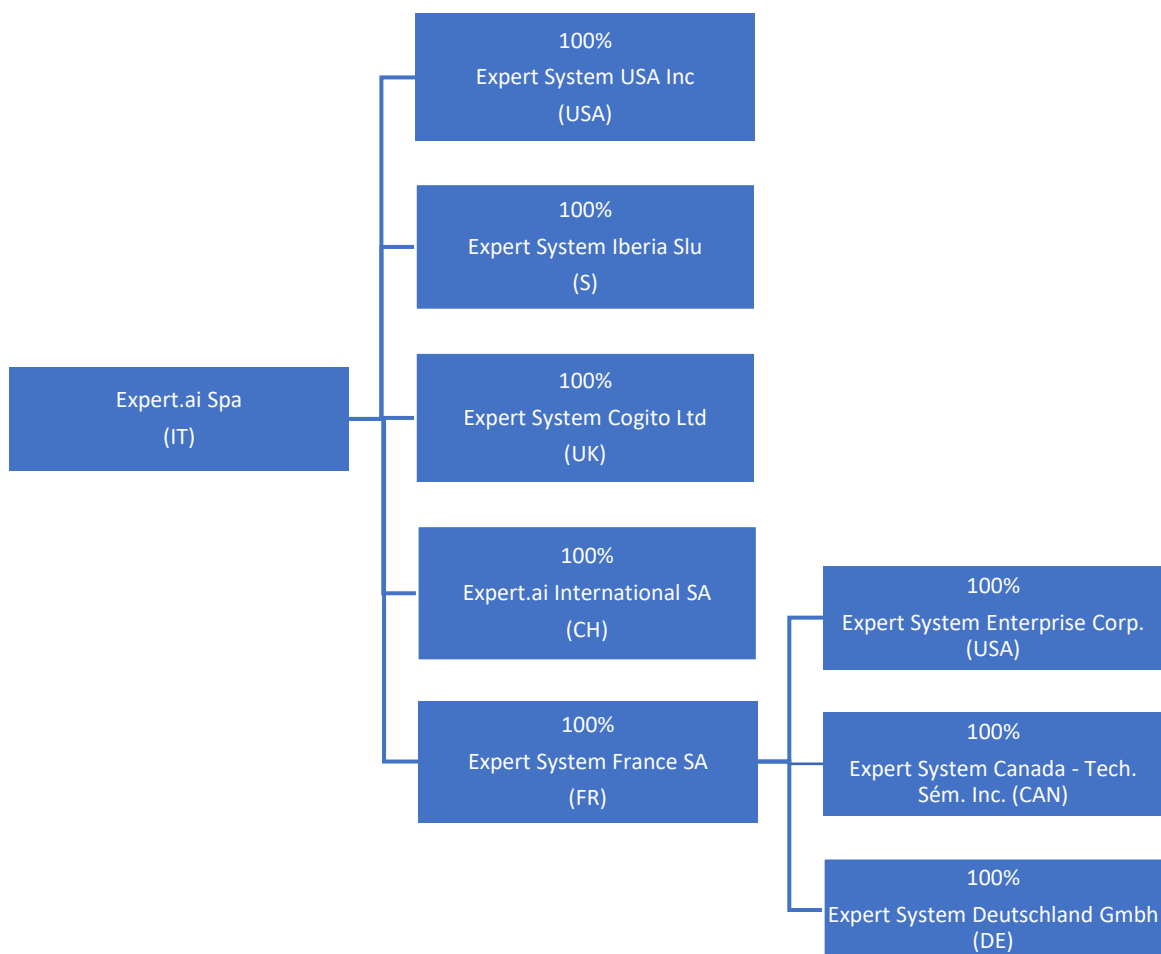 100%
Expert System USA Inc
(USA)
100%
Expert System Iberia Slu
(S)
Expert.ai Spa
(IT)
100%
Expert System Cogito Ltd
(UK)
100%
Expert.ai International SA
(CH)
100%
Expert System France SA
(FR)
100%
Expert System Enterprise Corp.
(USA)
100%
Expert System Canada - Tech.
Sém. Inc. (CAN)
100%
Expert System Deutschland Gmbh
(DE)